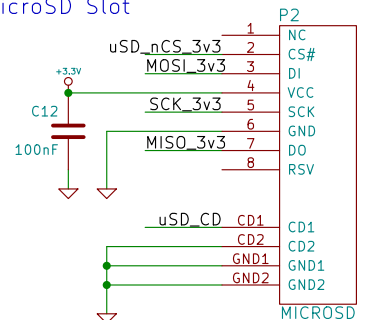 icroSD Slot
P2
1 NC
uSD_nCS_3v3 2 CS#
MOSI_3v3 3 DI
+3.3V
4 VCC
C12
SCK_3v3 5 SCK
6 GND
100nF
MISO_3v3 7 DO
8 RSV
uSD_CD CD1 CD1
CD2 CD2
GND1 GND1
GND2 GND2
MICROSD